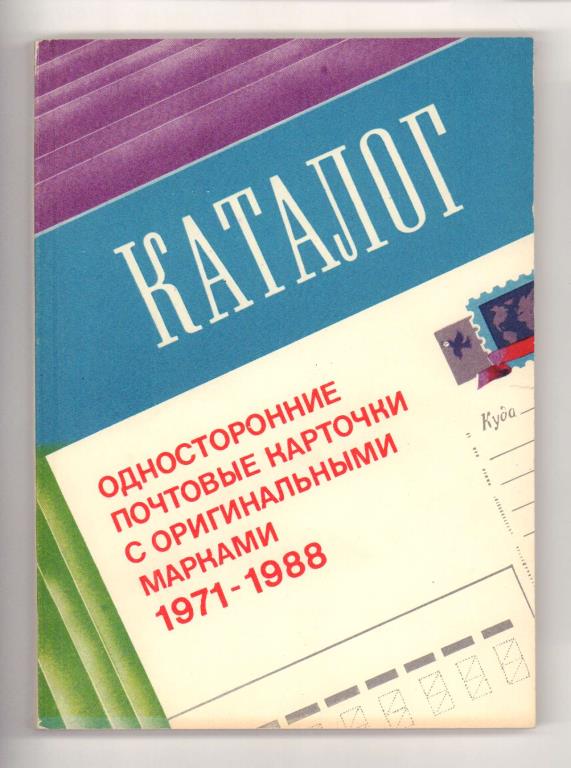 КАТАЛОГ
ОДНОСТОРОННИЕ
ПОЧТОВЫЕ КАРТОЧКИ
С ОРИГИНАЛЬНЫМИ
МАРКАМИ
1971-1988
Куда